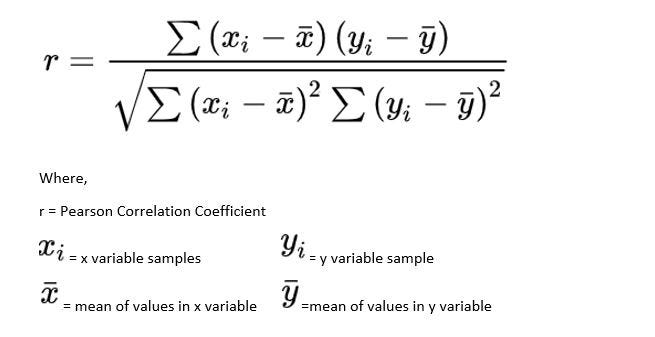 r = ∑ (xᵢ − x̄) (yᵢ − ȳ) / √ ∑ (xᵢ − x̄)² ∑ (yᵢ − ȳ)²
Where,
r = Pearson Correlation Coefficient
xᵢ = x variable samples yᵢ = y variable sample
x̄ = mean of values in x variable ȳ =mean of values in y variable